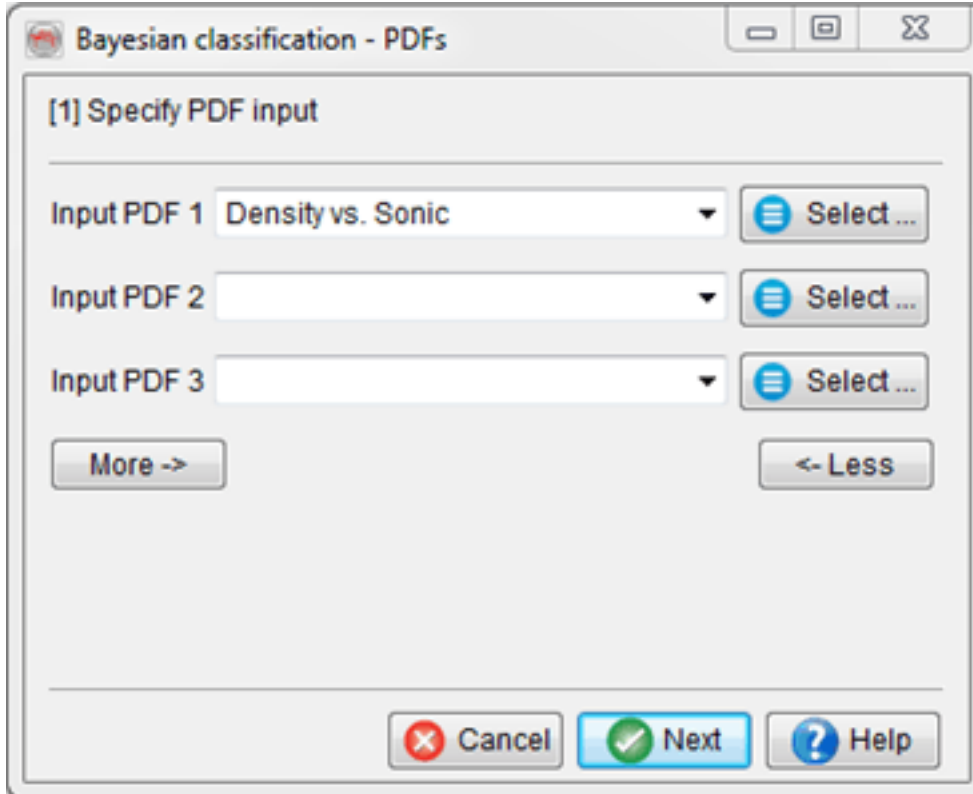 Bayesian classification - PDFs
[1] Specify PDF input
Input PDF 1 Density vs. Sonic Select ...
Input PDF 2 Select ...
Input PDF 3 Select ...
More -> <- Less
Cancel Next Help